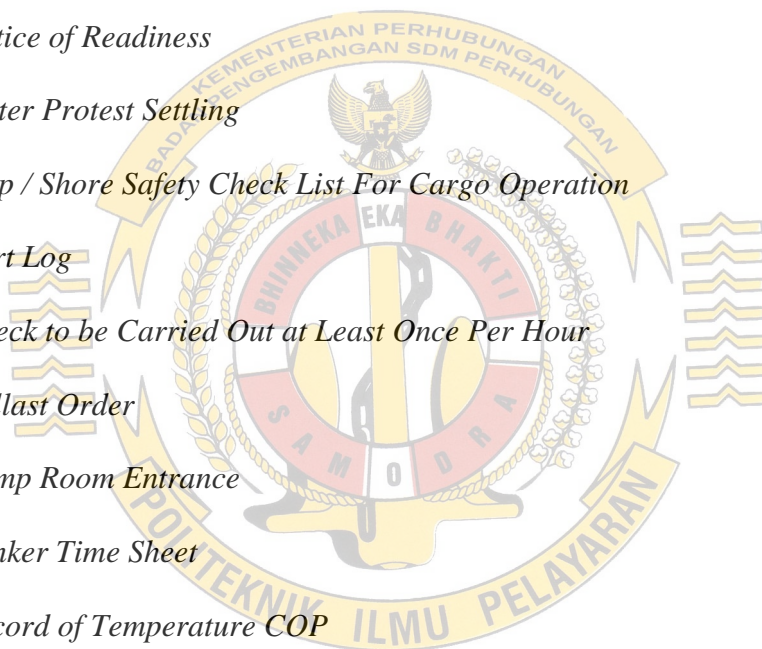 tice of Readiness
KEMENTERIAN PERHUBUNGAN
BADAN PENGEMBANGAN SDM PERHUBUNGAN
ter Protest Settling
p / Shore Safety Check List For Cargo Operation
BHINNEKA EKA BHAKTI
rt Log
eck to be Carried Out at Least Once Per Hour
llast Order
SAMODRA
mp Room Entrance
nker Time Sheet
cord of Temperature COP
POLITEKNIK ILMU PELAYARAN